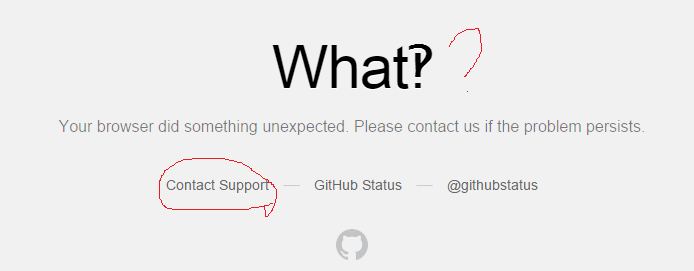 What‽ ?
Your browser did something unexpected. Please contact us if the problem persists.
Contact Support — GitHub Status — @githubstatus